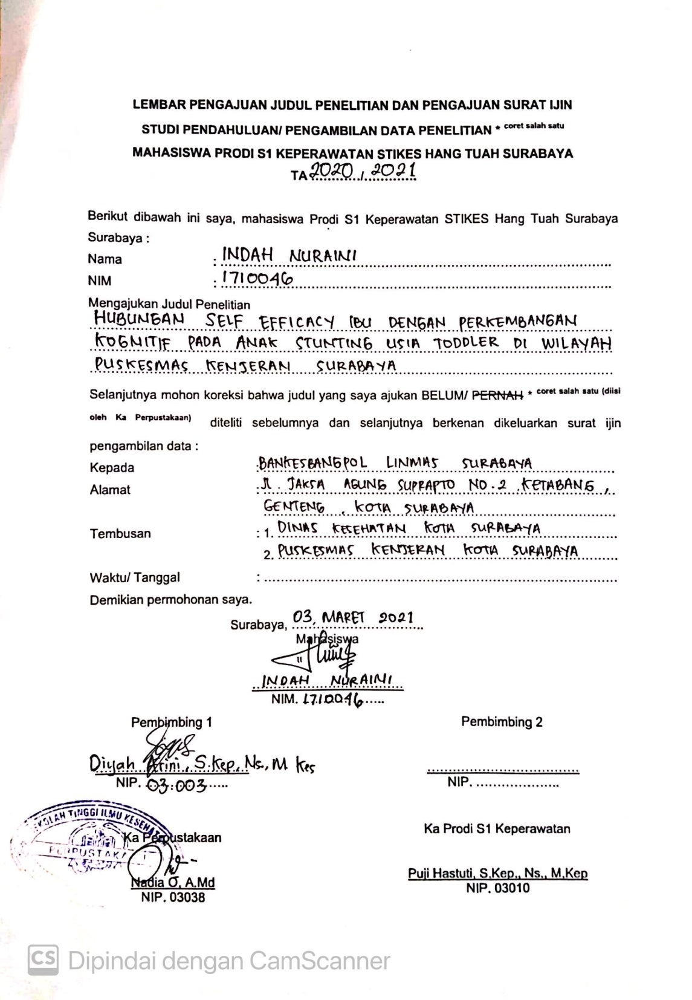 LEMBAR PENGAJUAN JUDUL PENELITIAN DAN PENGAJUAN SURAT IJIN
STUDI PENDAHULUAN/ PENGAMBILAN DATA PENELITIAN * coret salah satu
MAHASISWA PRODI S1 KEPERAWATAN STIKES HANG TUAH SURABAYA
TA 2020 / 2021
Berikut dibawah ini saya, mahasiswa Prodi S1 Keperawatan STIKES Hang Tuah Surabaya
Surabaya :
Nama : INDAH NURAINI
NIM : 1710046
Mengajukan Judul Penelitian
HUBUNGAN SELF EFFICACY IBU DENGAN PERKEMBANGAN
KOGNITIF PADA ANAK STUNTING USIA TODDLER DI WILAYAH
PUSKESMAS KENJERAN SURABAYA
Selanjutnya mohon koreksi bahwa judul yang saya ajukan BELUM/ PERNAH * coret salah satu (diisi
oleh Ka Perpustakaan) diteliti sebelumnya dan selanjutnya berkenan dikeluarkan surat ijin
pengambilan data :
Kepada : BANKESBANGPOL LINMAS SURABAYA
Alamat : Jl. JAKSA AGUNG SUPRAPTO NO.2, KETABANG,
GENTENG, KOTA SURABAYA
Tembusan : 1. DINAS KESEHATAN KOTA SURABAYA
2. PUSKESMAS KENJERAN KOTA SURABAYA
Waktu/ Tanggal :
Demikian permohonan saya.
Surabaya, 03, MARET 2021
Mahasiswa
INDAH NURAINI
NIM. 1710046
Pembimbing 1 Pembimbing 2
Diyah Arini, S.Kep., Ns., M Kes
NIP. 03.003 NIP.
SEKOLAH TINGGI ILMU KESEHATAN
PERPUSTAKA
Ka Perpustakaan Ka Prodi S1 Keperawatan
Nadia O, A.Md Puji Hastuti, S.Kep., Ns., M.Kep
NIP. 03038 NIP. 03010
CS Dipindai dengan CamScanner